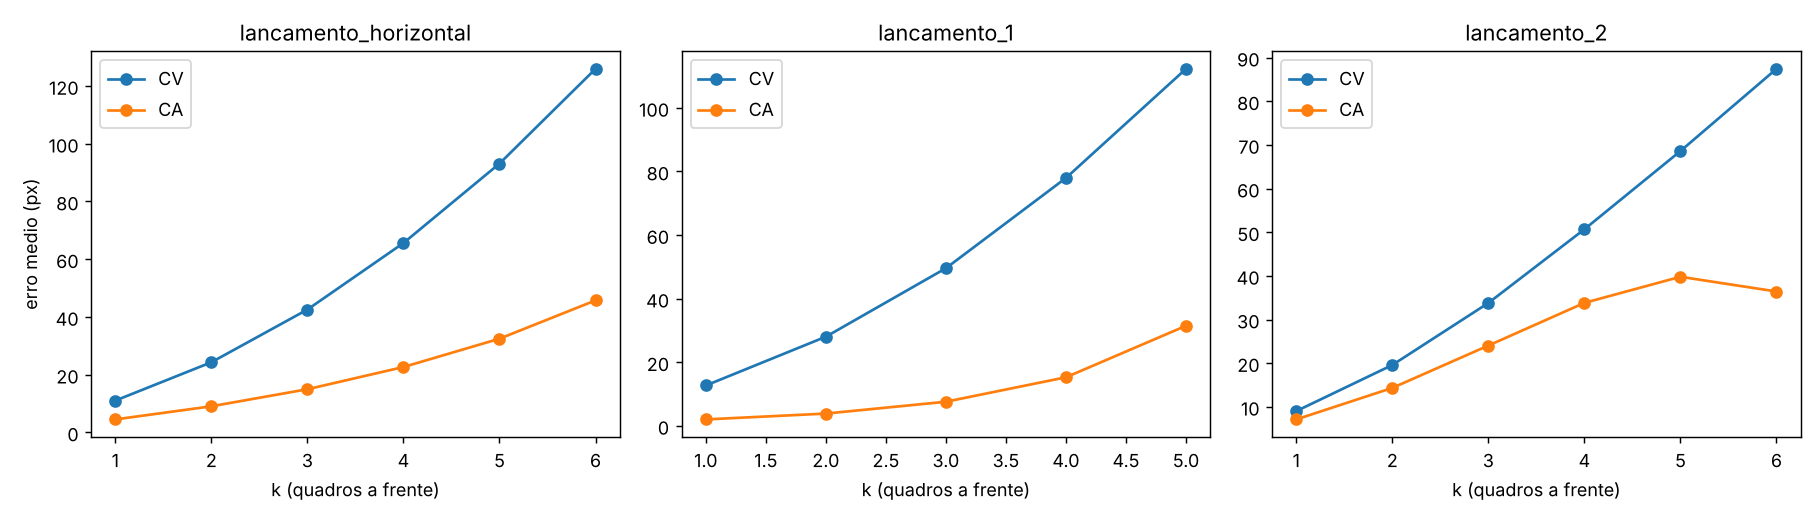 lancamento_horizontal
CV
CA
erro medio (px)
120
100
80
60
40
20
0
1 2 3 4 5 6
k (quadros a frente)
lancamento_1
CV
CA
100
80
60
40
20
0
1.0 1.5 2.0 2.5 3.0 3.5 4.0 4.5 5.0
k (quadros a frente)
lancamento_2
CV
CA
90
80
70
60
50
40
30
20
10
1 2 3 4 5 6
k (quadros a frente)